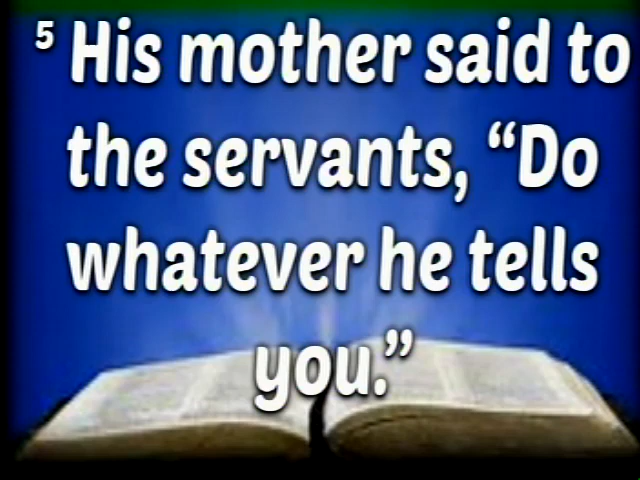 5 His mother said to
the servants, “Do
whatever he tells
you.”